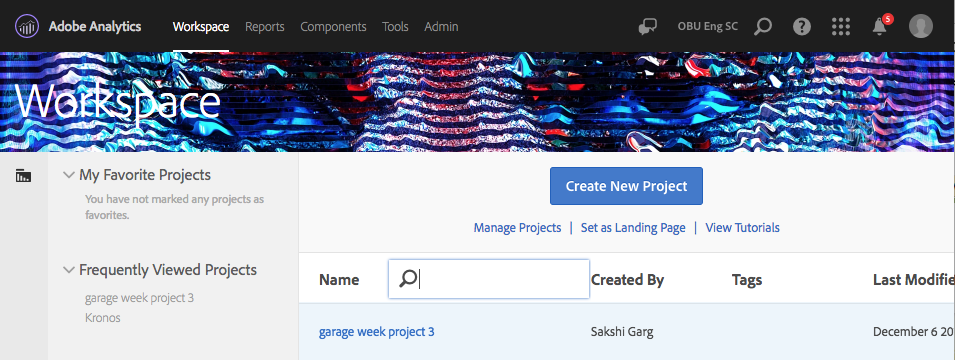 Adobe Analytics Workspace Reports Components Tools Admin OBU Eng SC 5
Workspace
My Favorite Projects
You have not marked any projects as
favorites.
Frequently Viewed Projects
garage week project 3
Kronos
Create New Project
Manage Projects | Set as Landing Page | View Tutorials
Name Created By Tags Last Modifie
garage week project 3 Sakshi Garg December 6 20